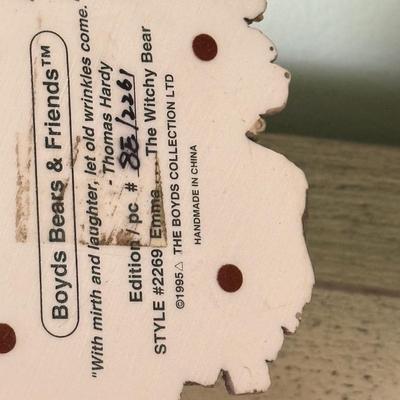 Boyds Bears & Friends™
"With mirth and laughter, let old wrinkles come."
- Thomas Hardy
Edition / pc # 8E/2261
STYLE #2269 Emma... The Witchy Bear
©1995△ THE BOYDS COLLECTION LTD
HANDMADE IN CHINA